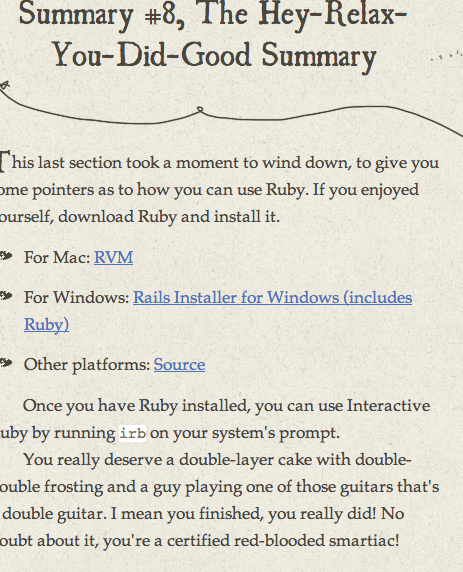 Summary #8, The Hey-Relax-
You-Did-Good Summary
This last section took a moment to wind down, to give you
ome pointers as to how you can use Ruby. If you enjoyed
ourself, download Ruby and install it.
For Mac: RVM
For Windows: Rails Installer for Windows (includes
Ruby)
Other platforms: Source
Once you have Ruby installed, you can use Interactive
uby by running irb on your system's prompt.
You really deserve a double-layer cake with double-
ouble frosting and a guy playing one of those guitars that's
double guitar. I mean you finished, you really did! No
oubt about it, you're a certified red-blooded smartiac!